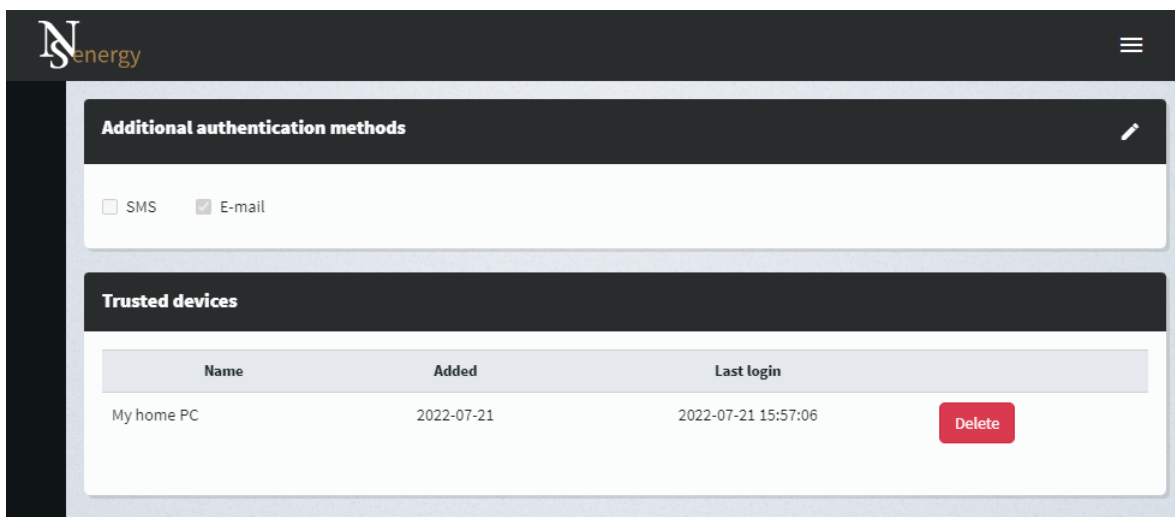 NS energy
Additional authentication methods
SMS E-mail
Trusted devices
Name Added Last login
My home PC 2022-07-21 2022-07-21 15:57:06 Delete